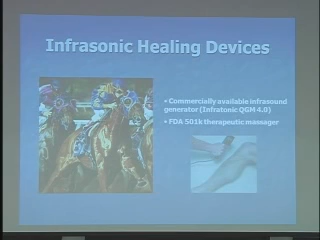 Infrasonic Healing Devices
• Commercially available infrasound
generator (Infratonic QGM 4.0)
• FDA 501k therapeutic massager